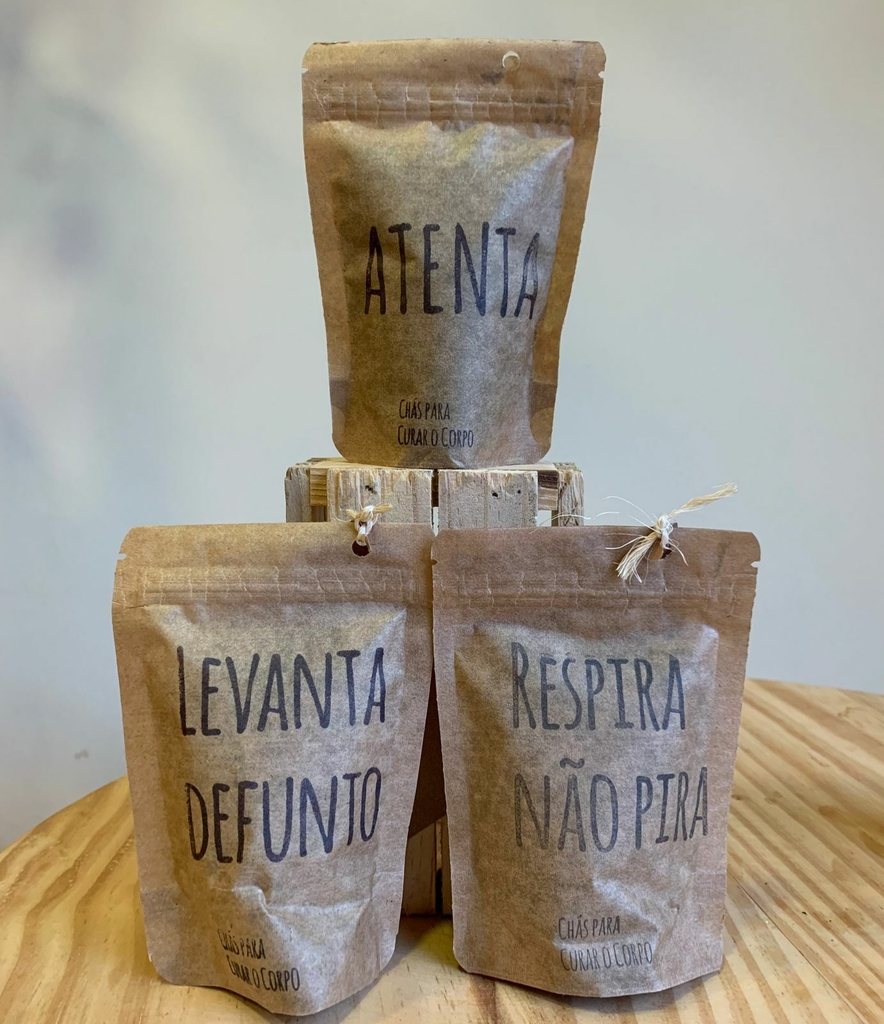 ATENTA
CHÁS PARA
CURAR O CORPO
LEVANTA
DEFUNTO
CHÁS PARA
CURAR O CORPO
RESPIRA
NÃO PIRA
CHÁS PARA
CURAR O CORPO